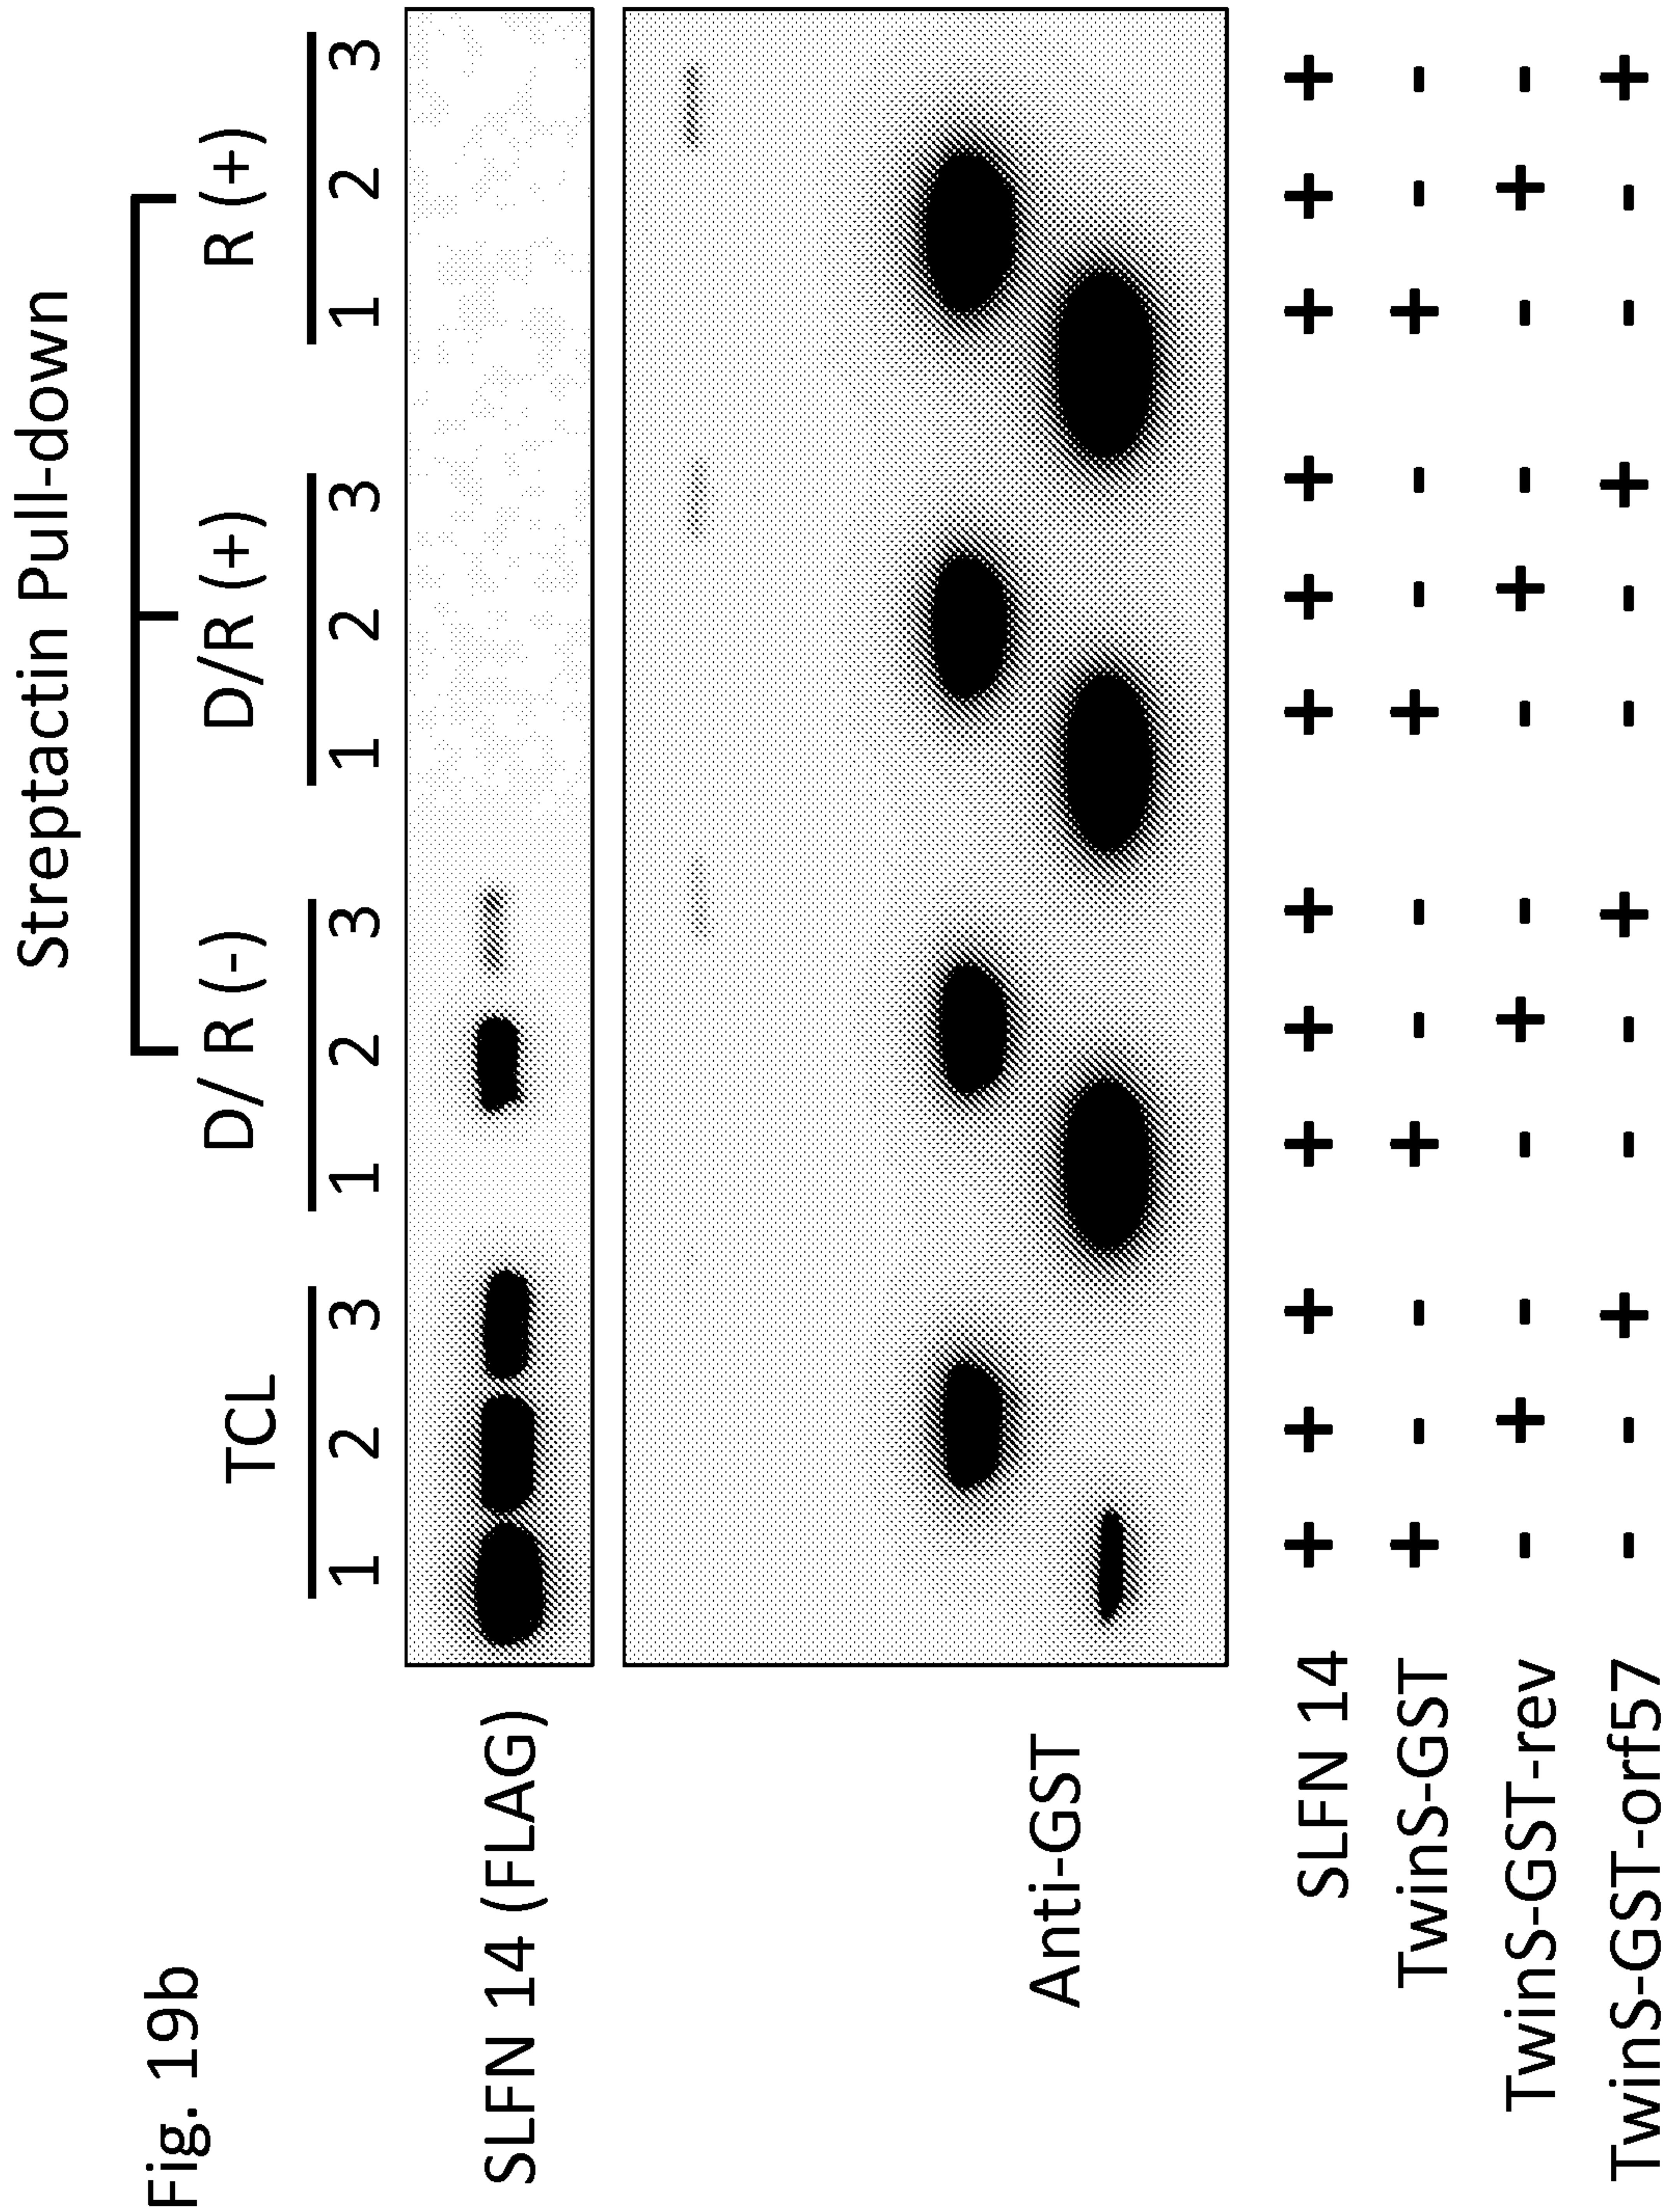 Fig. 19b
Streptactin Pull-down
TCL D/ R (-) D/R (+) R (+)
1 2 3 1 2 3 1 2 3 1 2 3
SLFN 14 (FLAG)
Anti-GST
SLFN 14 + + + + + + + + + + + +
TwinS-GST + - - + - - + - - + - -
TwinS-GST-rev - + - - + - - + - - + -
TwinS-GST-orf57 - - + - - + - - + - - +